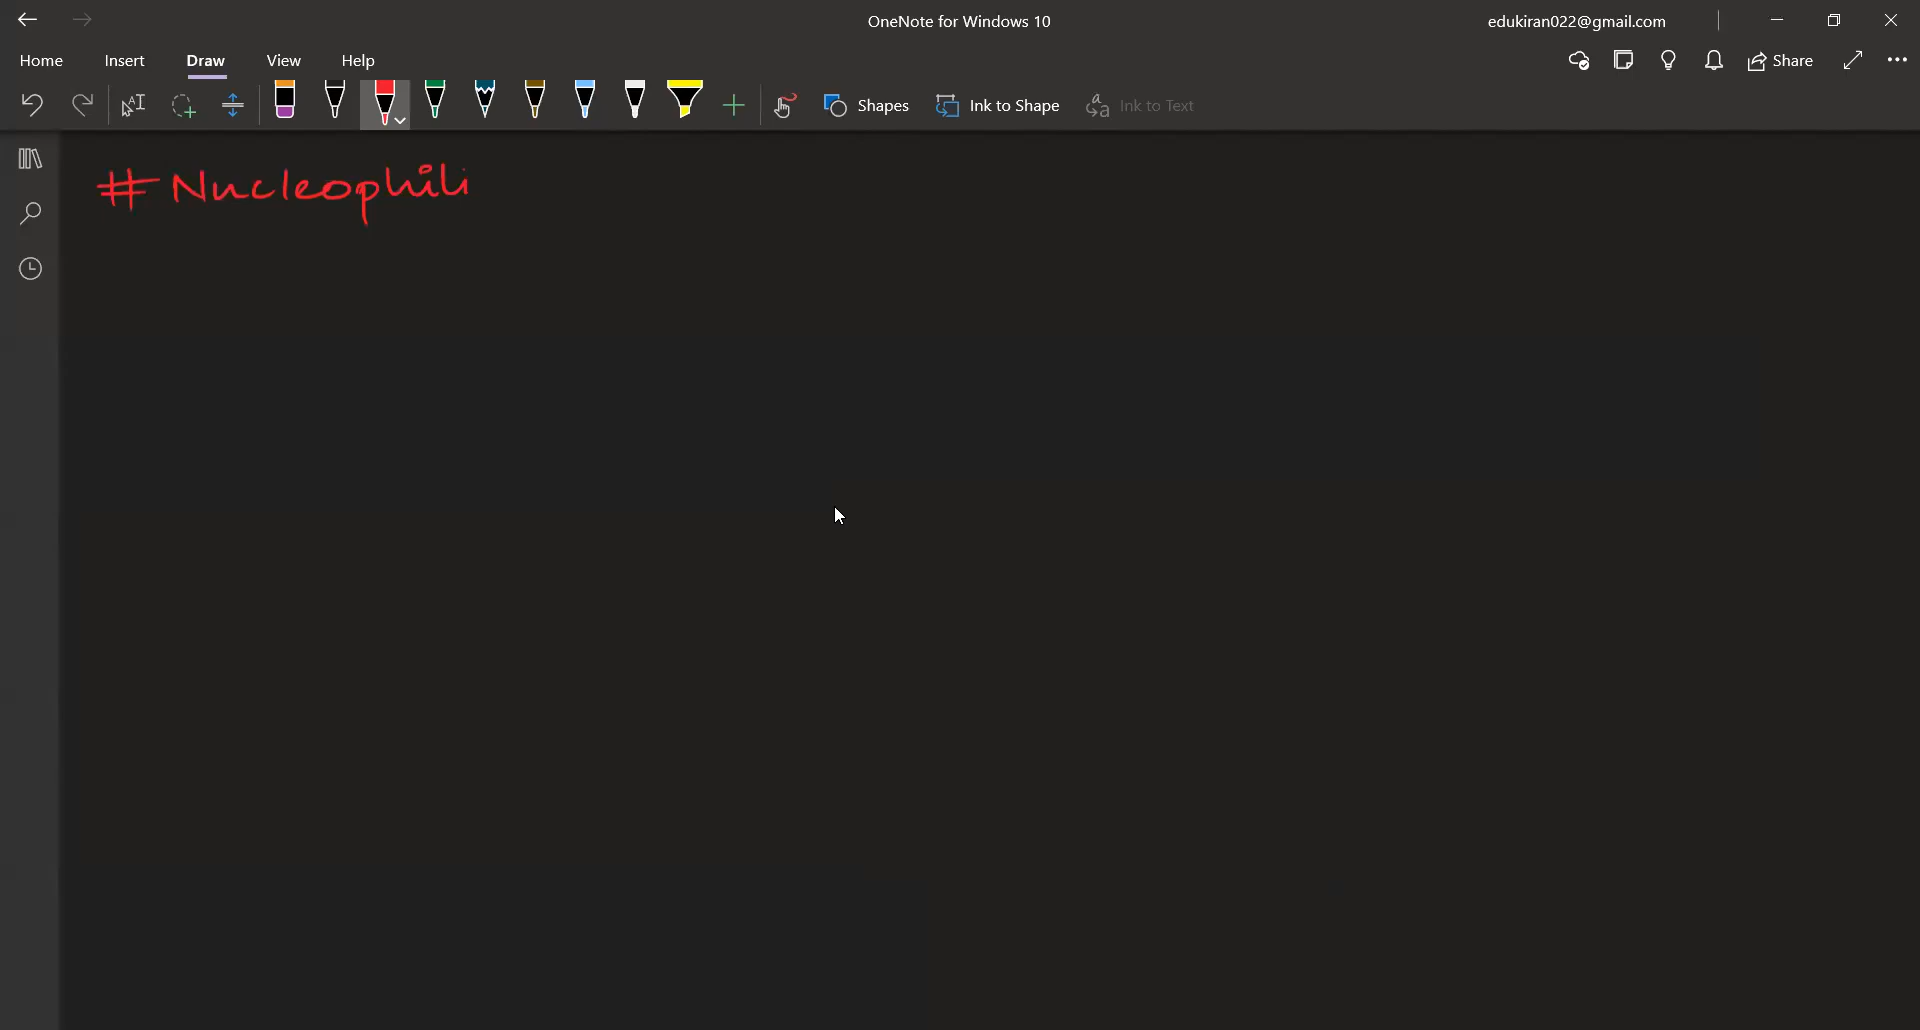 OneNote for Windows 10
edukiran022@gmail.com
Home Insert Draw View Help
Share
Shapes Ink to Shape Ink to Text
# Nucleophili